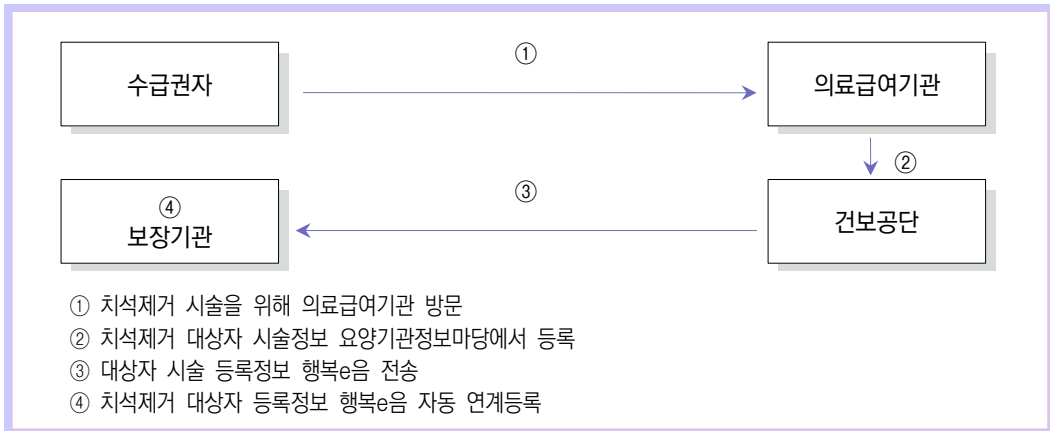 ①
수급권자
의료급여기관
②
③
④
보장기관
건보공단
① 치석제거 시술을 위해 의료급여기관 방문
② 치석제거 대상자 시술정보 요양기관정보마당에서 등록
③ 대상자 시술 등록정보 행복e음 전송
④ 치석제거 대상자 등록정보 행복e음 자동 연계등록